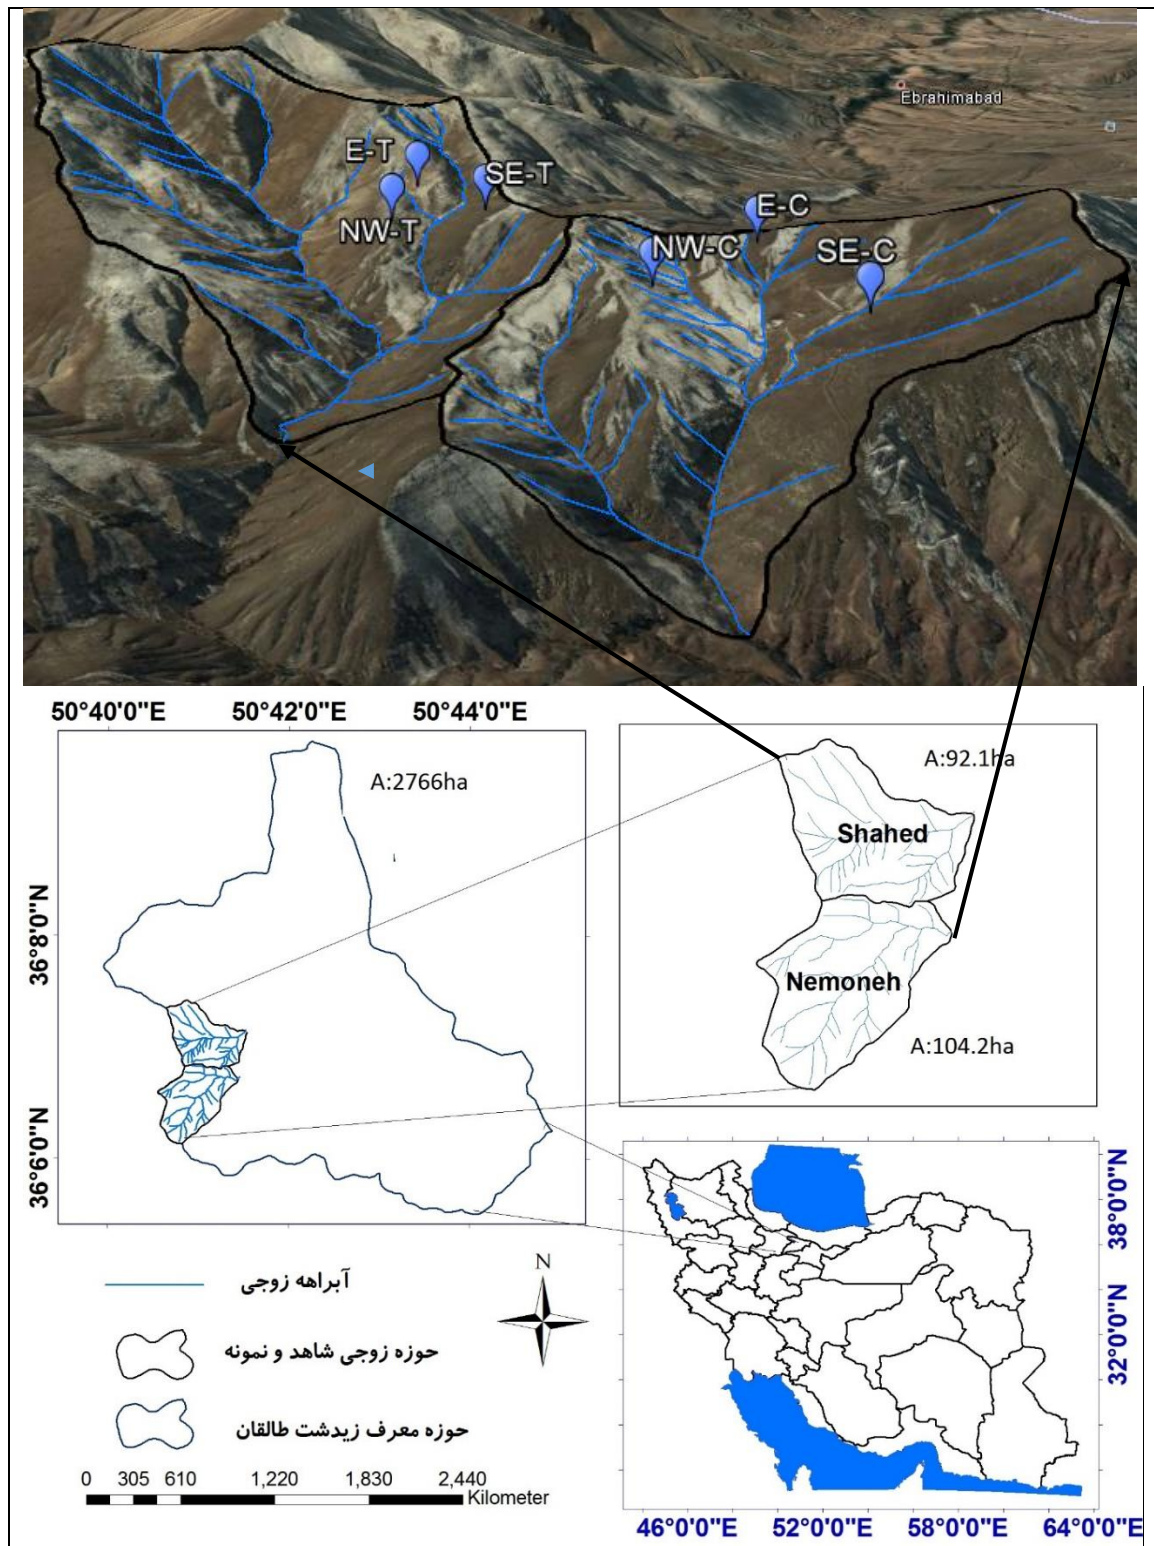 Ebrahimabad
E-T
SE-T
NW-T
E-C
NW-C
SE-C
50°40'0"E
50°42'0"E
50°44'0"E
A:2766ha
A:92.1ha
Shahed
36°8'0"N
Nemoneh
A:104.2ha
36°6'0"N
38°0'0"N
32°0'0"N
N
آبراهه زوجی
حوزه زوجی شاهد و نمونه
حوزه معرف زیدشت طالقان
0 305 610 1,220 1,830 2,440
Kilometer
46°0'0"E
52°0'0"E
58°0'0"E
64°0'0"E